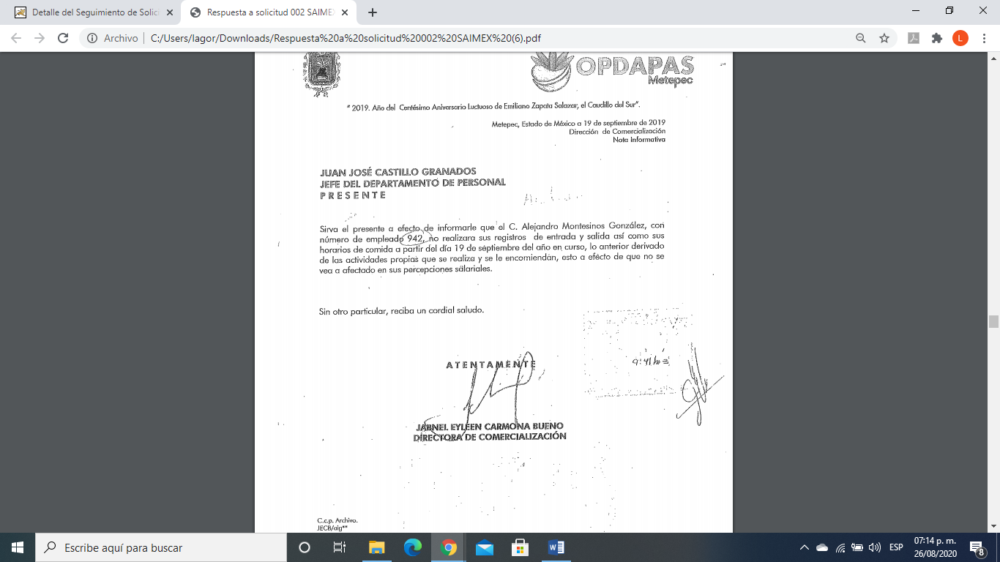 Detalle del Seguimiento de Solici
Respuesta a solicitud 002 SAIMEX
Archivo
C:/Users/lagor/Downloads/Respuesta%20a%20solicitud%20002%20SAIMEX%20(6).pdf
L
OPDAPAS
Metepec
" 2019. Año del Centésimo Aniversario Luctuoso de Emiliano Zapata Salazar, el Caudillo del Sur".
Metepec, Estado de México a 19 de septiembre de 2019
Dirección de Comercialización
Nota Informativa
JUAN JOSÉ CASTILLO GRANADOS
JEFE DEL DEPARTAMENTO DE PERSONAL
P R E S E N T E
Sirva el presente a efecto de informarle que el C. Alejandro Montesinos González, con
número de empleado 942, no realizara sus registros de entrada y salida así como sus
horarios de comida a partir del día 19 de septiembre del año en curso, lo anterior derivado
de las actividades propias que se realiza y se le encomiendan, esto a efecto de que no se
vea a afectado en sus percepciones salariales.
Sin otro particular, reciba un cordial saludo.
A T E N T A M E N T E
9:41 hrs
JABNEL EYLEEN CARMONA BUENO
DIRECTORA DE COMERCIALIZACIÓN
C.c.p. Archivo.
JECB/aig**
Escribe aquí para buscar
ESP
07:14 p. m.
26/08/2020
8